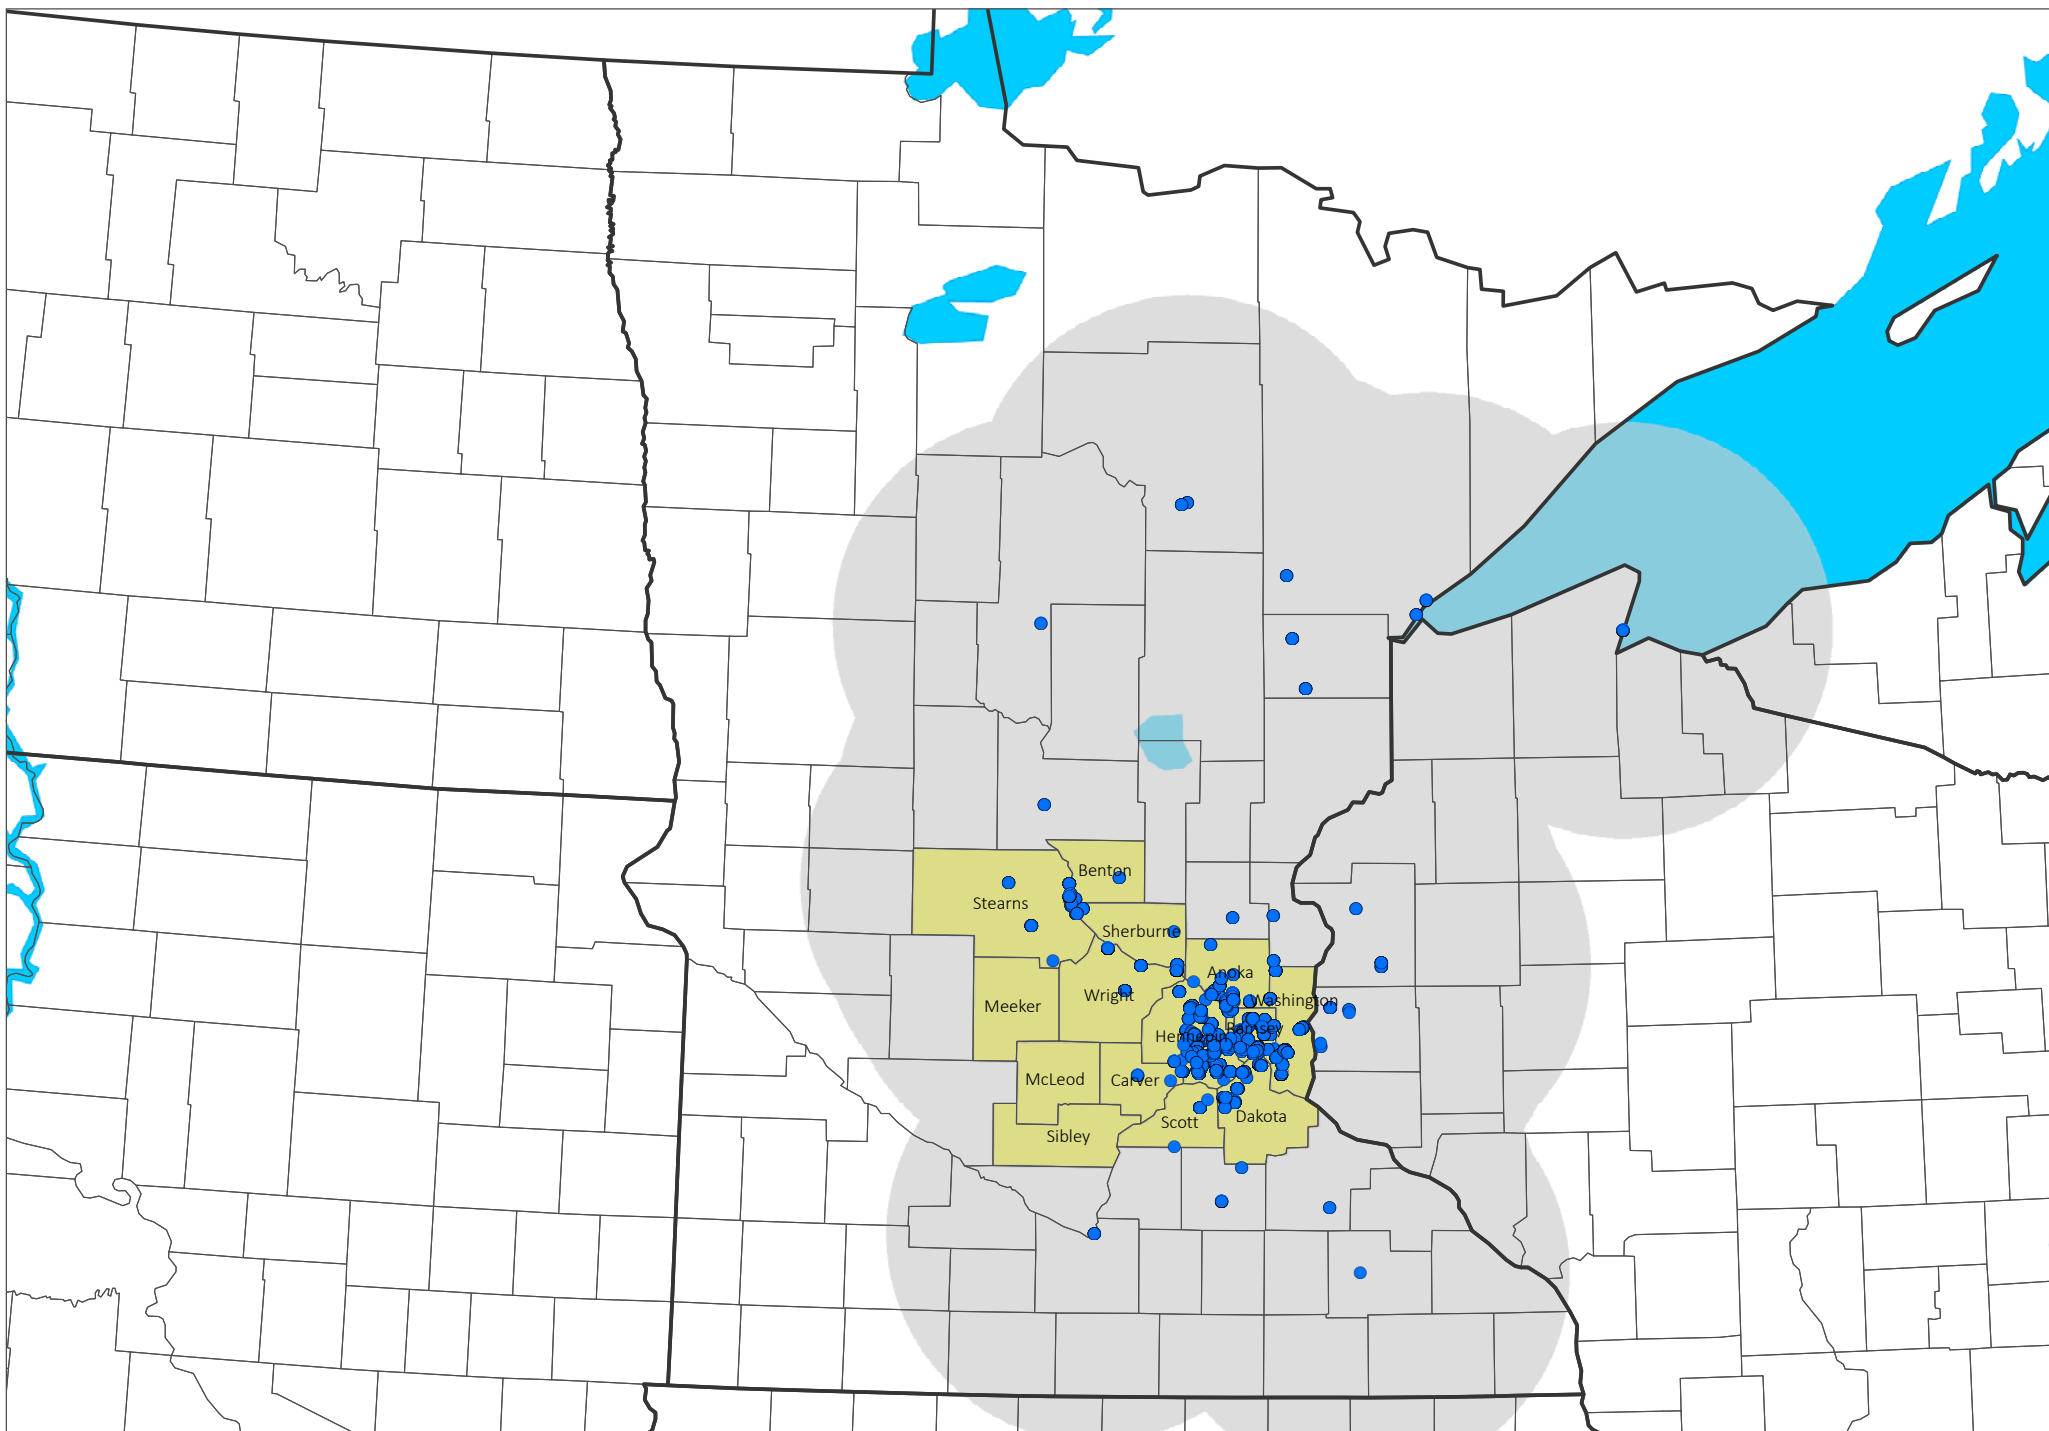 Benton
Stearns
Sherburne
Anoka
Wright
Washington
Meeker
Ramsey
Hennepin
McLeod
Carver
Dakota
Scott
Sibley